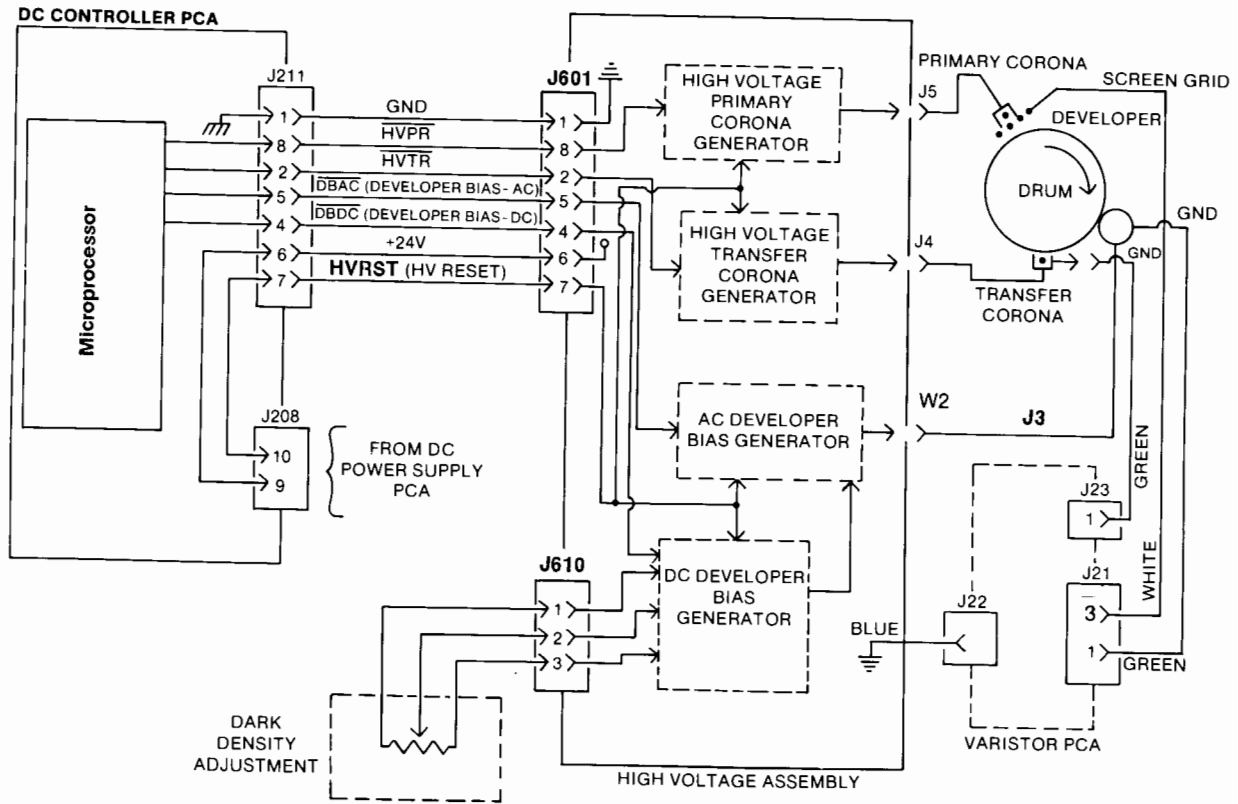 DC CONTROLLER PCA
J211
Microprocessor
1
8
2
5
4
6
7
GND
HVPR
HVTR
DBAC (DEVELOPER BIAS-AC)
DBDC (DEVELOPER BIAS-DC)
+24V
HVRST (HV RESET)
J601
1
8
2
5
4
6
7
J208
10
9
FROM DC
POWER SUPPLY
PCA
HIGH VOLTAGE
PRIMARY
CORONA
GENERATOR
HIGH VOLTAGE
TRANSFER
CORONA
GENERATOR
AC DEVELOPER
BIAS GENERATOR
DC DEVELOPER
BIAS
GENERATOR
J610
1
2
3
DARK
DENSITY
ADJUSTMENT
HIGH VOLTAGE ASSEMBLY
J5
PRIMARY CORONA
SCREEN GRID
DEVELOPER
DRUM
GND
J4
GND
TRANSFER
CORONA
W2
J3
GREEN
WHITE
J23
1
J21
3
1
GREEN
J22
BLUE
VARISTOR PCA